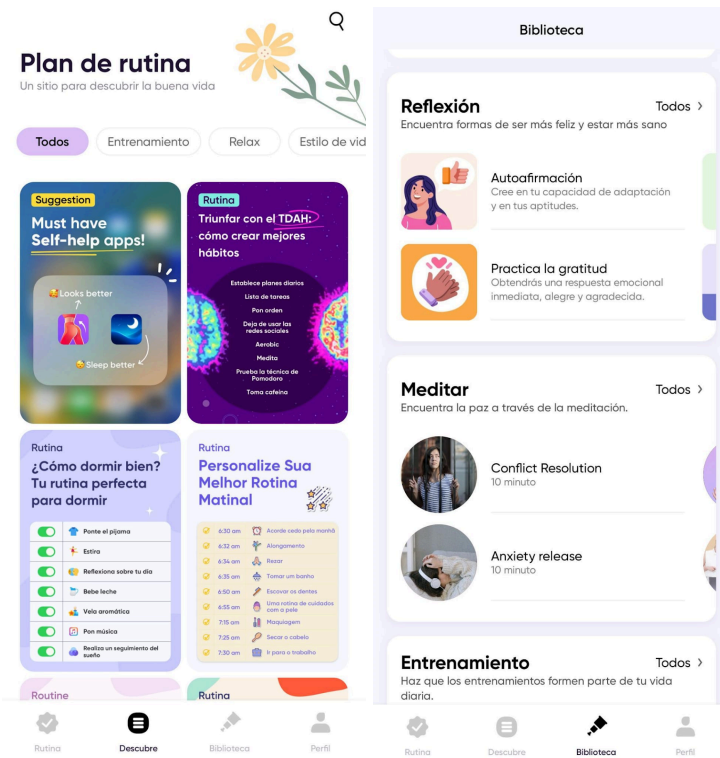 Plan de rutina
Un sitio para descubrir la buena vida
Todos
Entrenamiento
Relax
Estilo de vid
Suggestion
Must have
Self-help apps!
Looks better
Sleep better
Rutina
Triunfar con el TDAH:
cómo crear mejores
hábitos
Establece planes diarios
Lista de tareas
Pon orden
Deja de usar las
redes sociales
Aerobic
Medita
Prueba la técnica de
Pomodoro
Toma cafeína
Rutina
¿Cómo dormir bien?
Tu rutina perfecta
para dormir
Ponte el pijama
Estira
Reflexiona sobre tu día
Bebe leche
Vela aromática
Pon música
Realiza un seguimiento del
sueño
Rutina
Personalize Sua
Melhor Rotina
Matinal
6:30 am Acorde cedo pela manhã
6:32 am Alongamento
6:34 am Rezar
6:35 am Tomar um banho
6:50 am Escovar os dentes
6:55 am Uma rotina de cuidados
com a pele
7:15 am Maquiagem
7:25 am Secar o cabelo
7:30 am Ir para o trabalho
Routine
Rutina
Rutina
Descubre
Biblioteca
Perfil
Biblioteca
Reflexión
Todos
Encuentra formas de ser más feliz y estar más sano
Autoafirmación
Cree en tu capacidad de adaptación
y en tus aptitudes.
Practica la gratitud
Obtendrás una respuesta emocional
inmediata, alegre y agradecida.
Meditar
Todos
Encuentra la paz a través de la meditación.
Conflict Resolution
10 minuto
Anxiety release
10 minuto
Entrenamiento
Todos
Haz que los entrenamientos formen parte de tu vida
diaria.
Rutina
Descubre
Biblioteca
Perfil